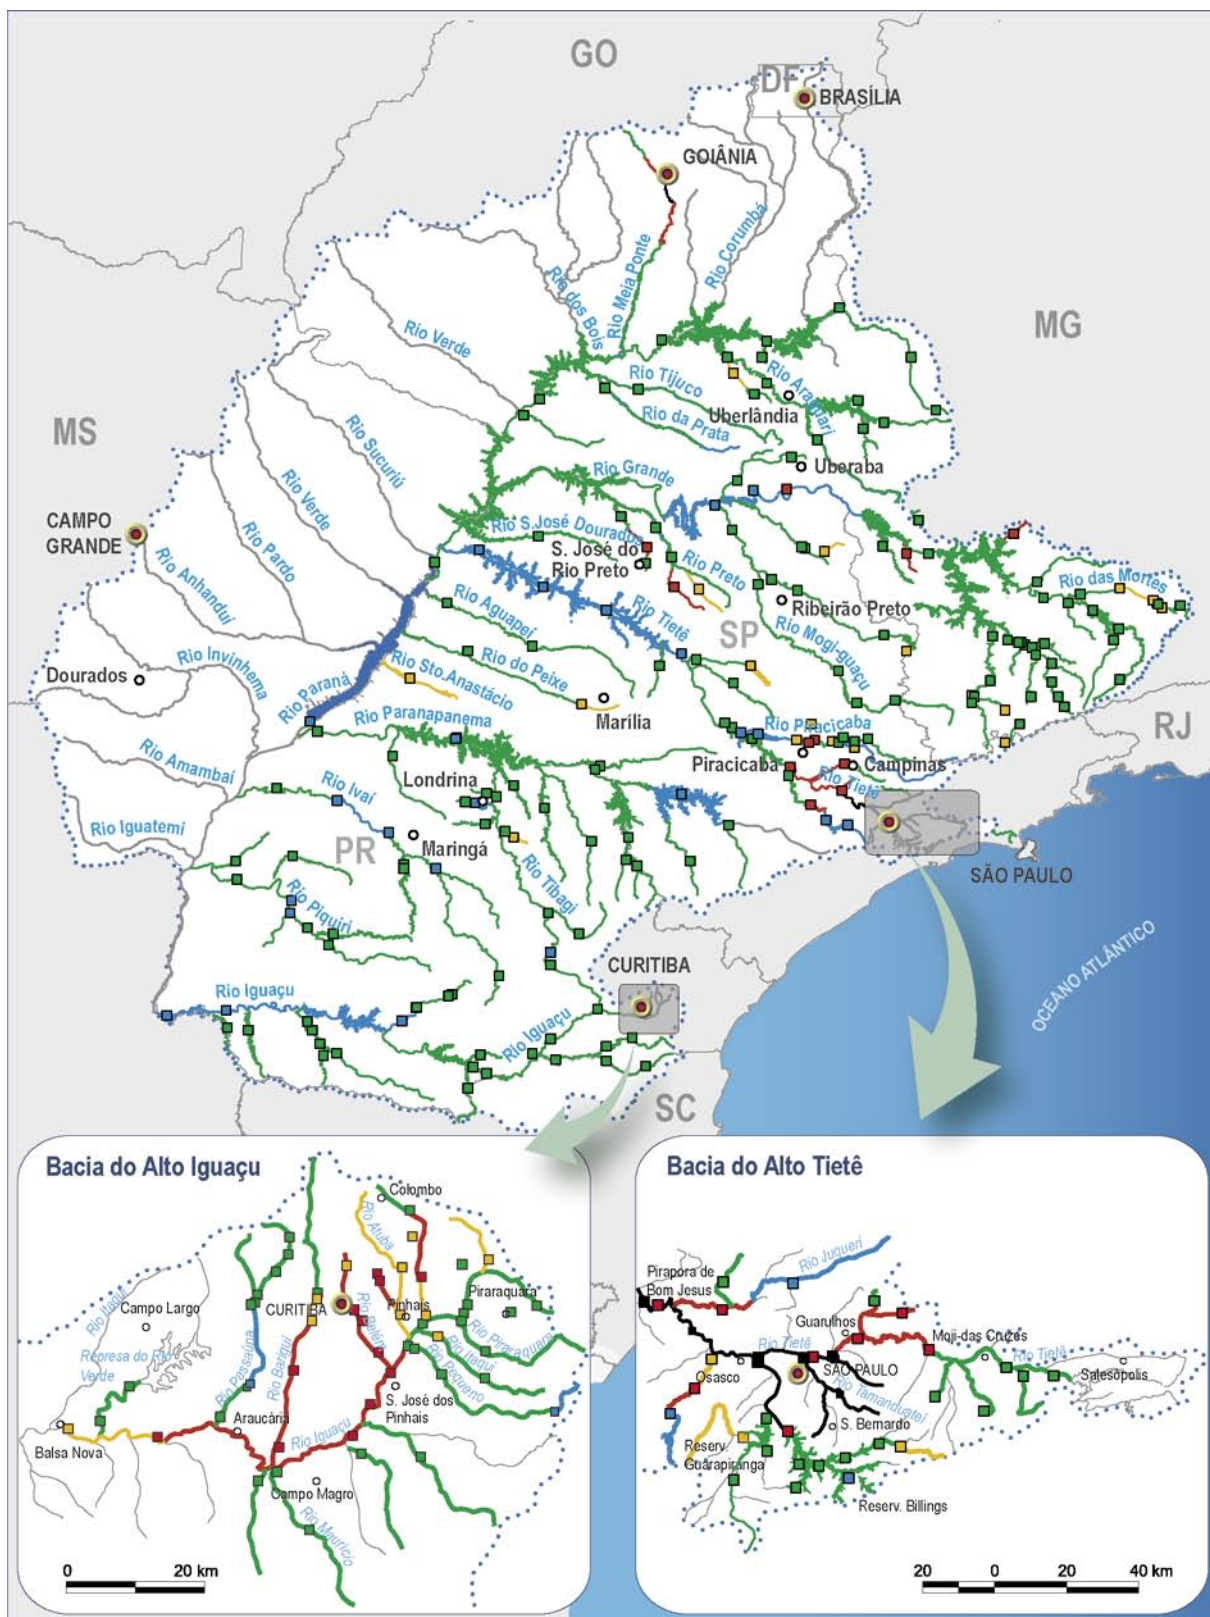 GO
DF
BRASÍLIA
GOIÂNIA
Rio Corumbá
Rio Meia Ponte
Rio dos Bois
MG
Rio Verde
Rio Tijuco
Rio Araguari
Uberlândia
Rio da Prata
MS
Rio Sucuriú
Rio Grande
Uberaba
Rio Verde
CAMPO
GRANDE
Rio S.José Dourados
S. José do
Rio Preto
Rio Pardo
Rio Preto
Rio das Mortes
Rio Anhanduí
Rio Aguapeí
Rio Tietê
Ribeirão Preto
SP
Rio Invinhema
Rio do Peixe
Rio Mogi-guaçu
Dourados
Rio Sto.Anastácio
Rio Paraná
Marília
Rio Paranapanema
Rio Piracicaba
RJ
Piracicaba
Campinas
Rio Amambaí
Londrina
Rio Tietê
Rio Ivaí
Rio Iguatemi
PR
Maringá
SÃO PAULO
Rio Tibagi
Rio Piquiri
OCEANO ATLÂNTICO
CURITIBA
Rio Iguaçu
Rio Iguaçu
SC
Bacia do Alto Iguaçu
Colombo
Rio Atuba
Rio Itaqui
Campo Largo
CURITIBA
Pinhais
Piraraquara
Rio Belém
Rio Piraraquara
Represa do Rio
Verde
Rio Passaúna
Rio Bariguí
Rio Itaqui
Rio Pequeno
S. José dos
Pinhais
Araucária
Rio Iguaçu
Balsa Nova
Campo Magro
Rio Maurício
0 20 km
Bacia do Alto Tietê
Rio Juqueri
Pirapora de
Bom Jesus
Guarulhos
Moji-das Cruzes
Rio Tietê
SÃO PAULO
Rio Tietê
Osasco
Salesópolis
Rio Tamanduateí
S. Bernardo
Reserv.
Guarapiranga
Reserv. Billings
20 0 20 40 km